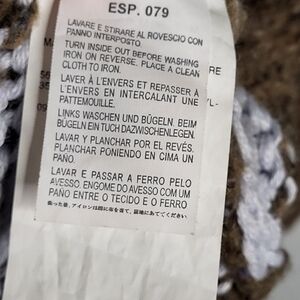 ESP. 079
LAVARE E STIRARE AL ROVESCIO CON
PANNO INTERPOSTO.
TURN INSIDE OUT BEFORE WASHING
IRON ON REVERSE. PLACE A CLEAN
CLOTH TO IRON.
LAVER À L'ENVERS ET REPASSER À
L'ENVERS EN INTERCALANT UNE
PATTEMOUILLE.
LINKS WASCHEN UND BÜGELN. BEIM
BÜGELN EIN TUCH DAZWISCHENLEGEN.
LAVAR Y PLANCHAR POR EL REVÉS.
PLANCHAR PONIENDO EN CIMA UN
PAÑO.
LAVAR E PASSAR A FERRO PELO
AVESSO. ENGOME DO AVESSO COM UM
PANO ENTRE O TECIDO E O FERRO